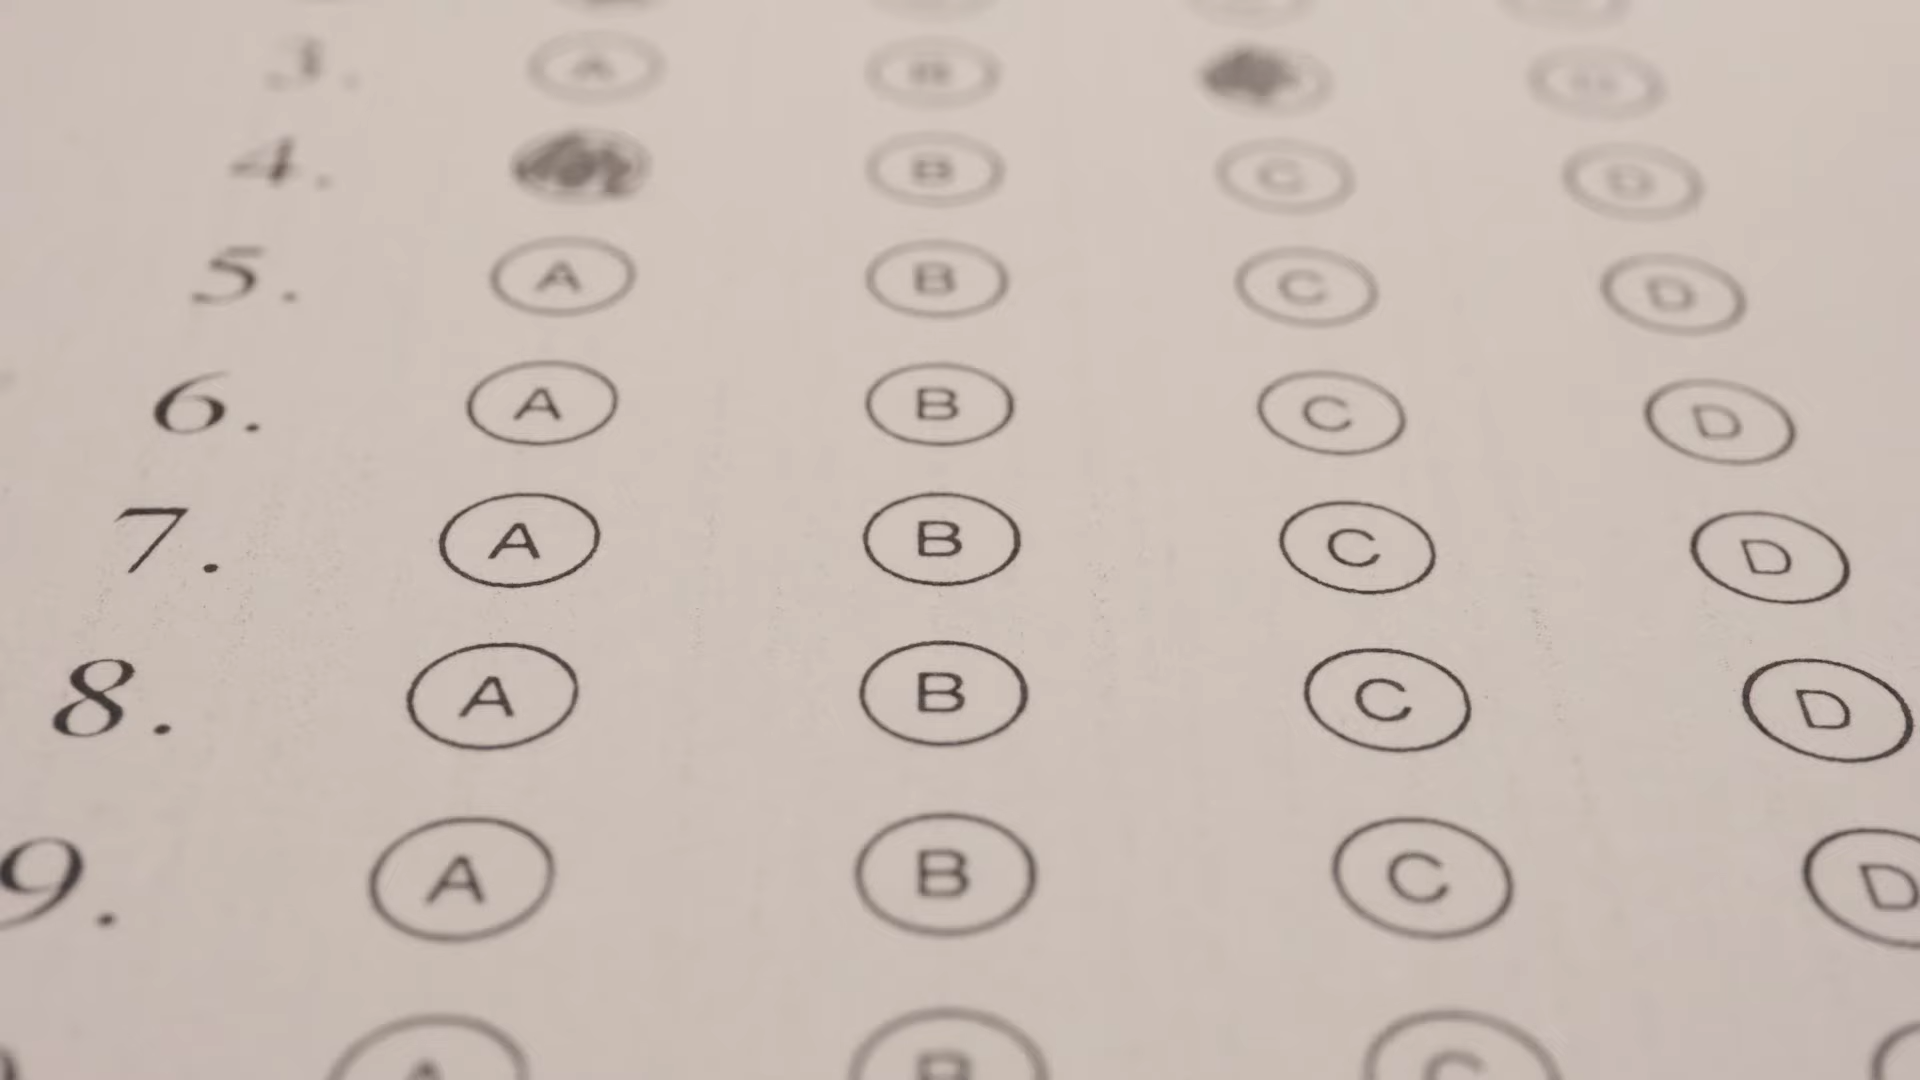 3. A B
4. B C D
5. A B C D
6. A B C D
7. A B C D
8. A B C D
9. A B C D
A B C